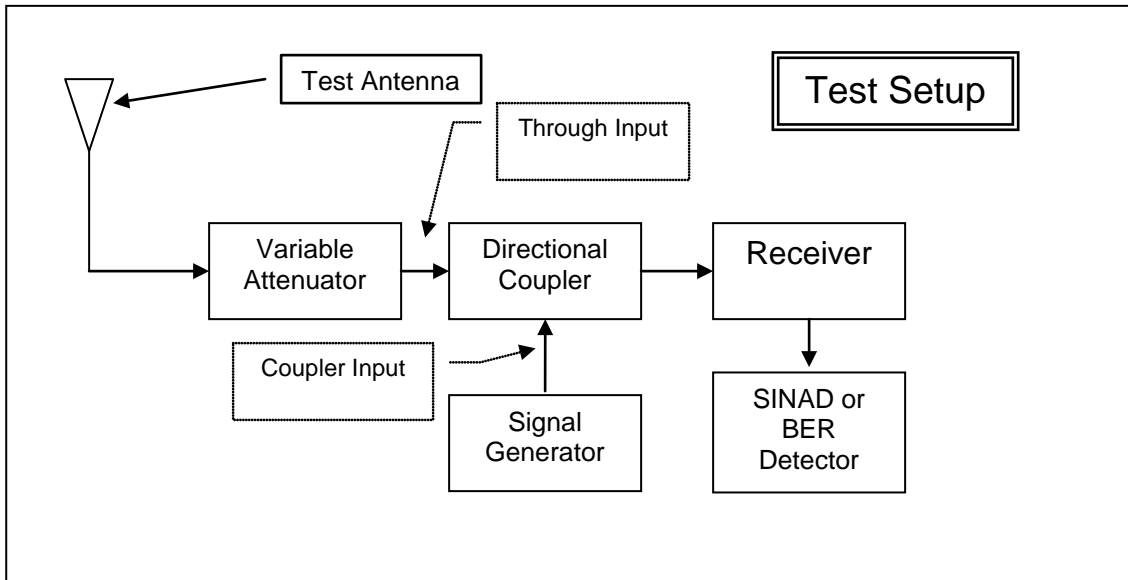 Test Antenna
Test Setup
Through Input
Variable
Attenuator
Directional
Coupler
Receiver
Coupler Input
Signal
Generator
SINAD or
BER
Detector